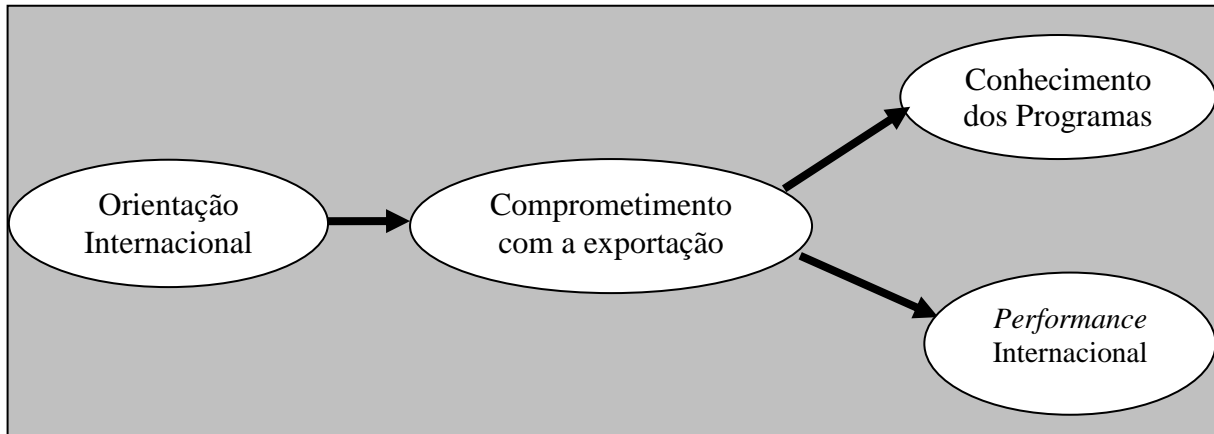 Orientação
Internacional
Comprometimento
com a exportação
Conhecimento
dos Programas
Performance
Internacional